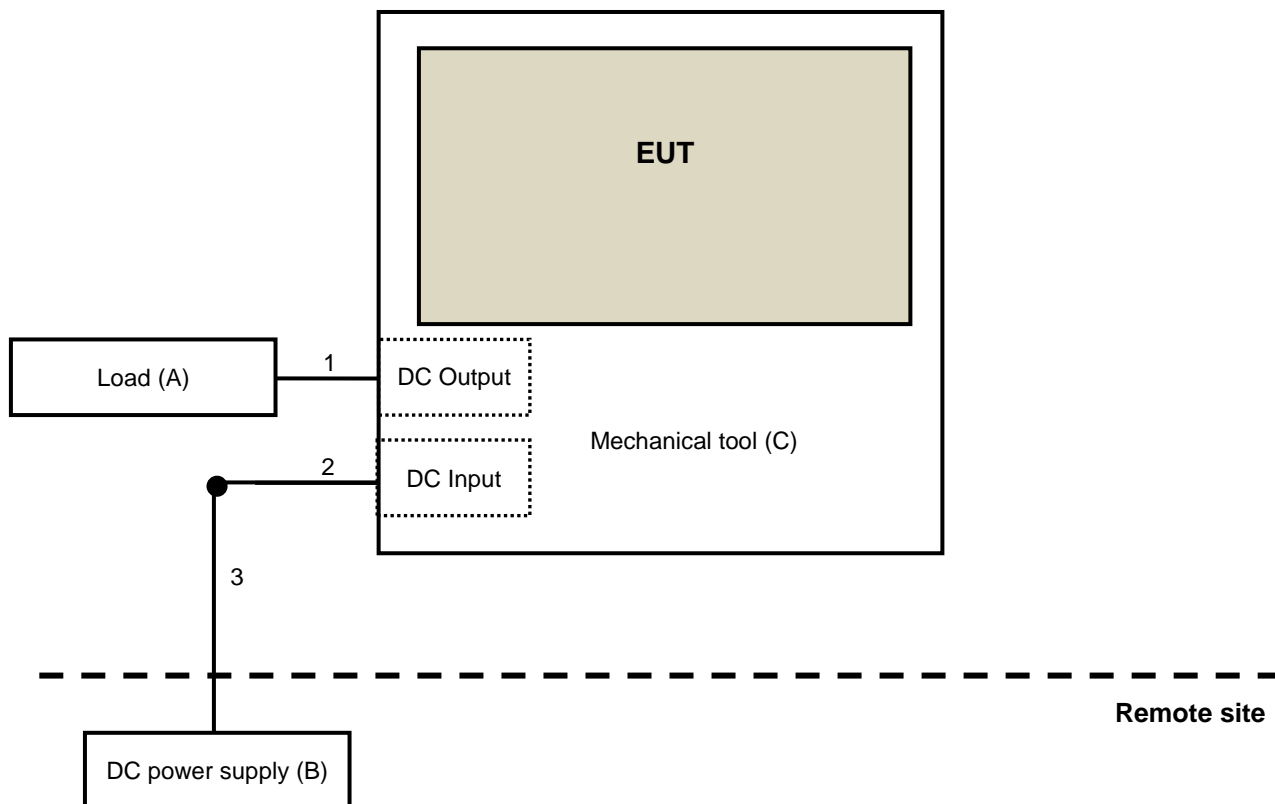 EUT
Load (A)
1
DC Output
Mechanical tool (C)
2
DC Input
3
Remote site
DC power supply (B)